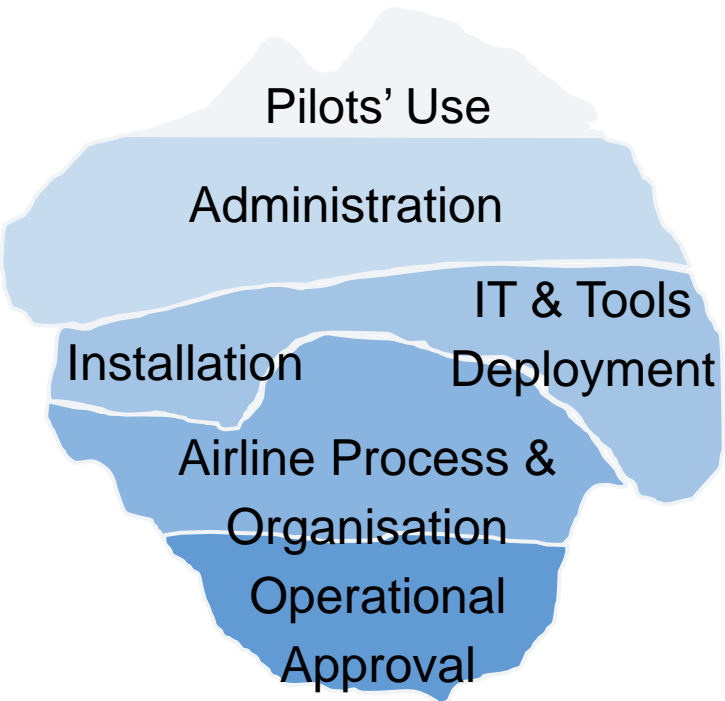 Pilots’ Use
Administration
IT & Tools
Deployment
Installation
Airline Process &
Organisation
Operational
Approval